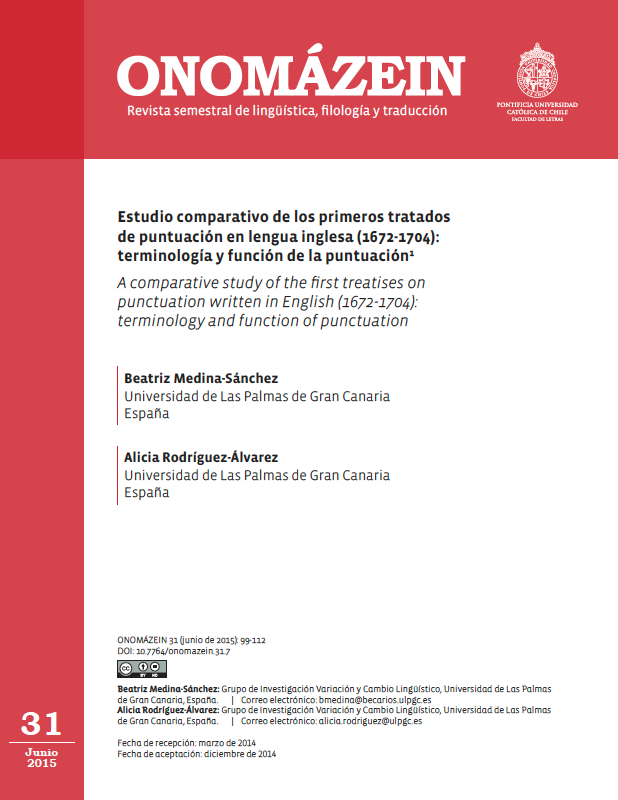 ONOMÁZEIN
Revista semestral de lingüística, filología y traducción
PONTIFICIA UNIVERSIDAD
CATÓLICA DE CHILE
FACULTAD DE LETRAS
Estudio comparativo de los primeros tratados
de puntuación en lengua inglesa (1672-1704):
terminología y función de la puntuación¹
A comparative study of the first treatises on
punctuation written in English (1672-1704):
terminology and function of punctuation
Beatriz Medina-Sánchez
Universidad de Las Palmas de Gran Canaria
España
Alicia Rodríguez-Álvarez
Universidad de Las Palmas de Gran Canaria
España
ONOMÁZEIN 31 (junio de 2015): 99-112
DOI: 10.7764/onomazein.31.7
CC BY ND
Beatriz Medina-Sánchez: Grupo de Investigación Variación y Cambio Lingüístico, Universidad de Las Palmas
de Gran Canaria, España. | Correo electrónico: bmedina@becarios.ulpgc.es
Alicia Rodríguez-Álvarez: Grupo de Investigación Variación y Cambio Lingüístico, Universidad de Las Palmas
de Gran Canaria, España. | Correo electrónico: alicia.rodriguez@ulpgc.es
Fecha de recepción: marzo de 2014
Fecha de aceptación: diciembre de 2014
31
Junio
2015